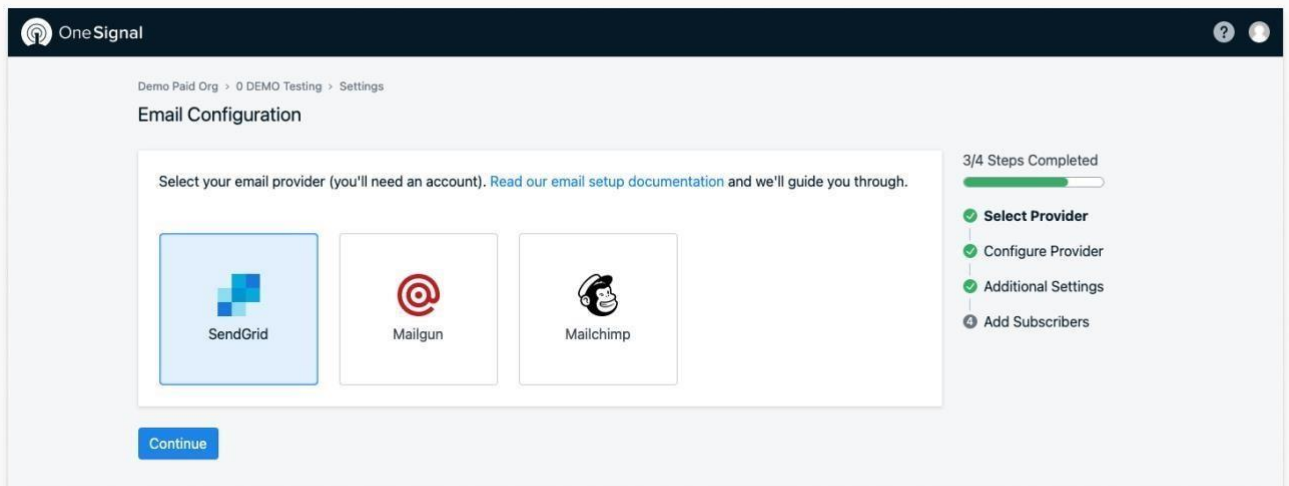 OneSignal
?
Demo Paid Org > 0 DEMO Testing > Settings
Email Configuration
Select your email provider (you'll need an account). Read our email setup documentation and we'll guide you through.
SendGrid
Mailgun
Mailchimp
Continue
3/4 Steps Completed
Select Provider
Configure Provider
Additional Settings
4 Add Subscribers